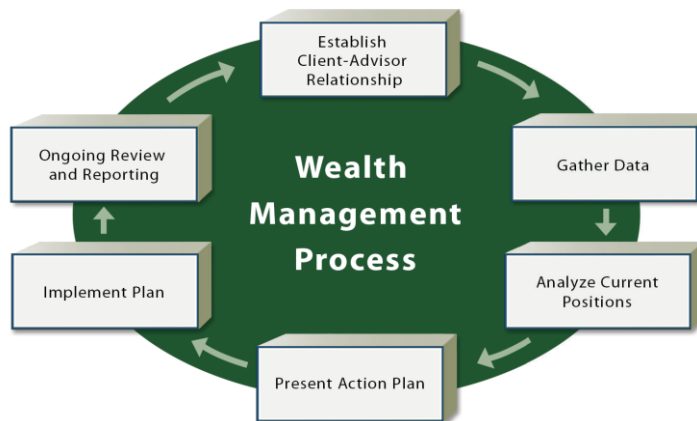 Establish
Client-Advisor
Relationship
Ongoing Review
and Reporting
Gather Data
Wealth
Management
Process
Implement Plan
Analyze Current
Positions
Present Action Plan